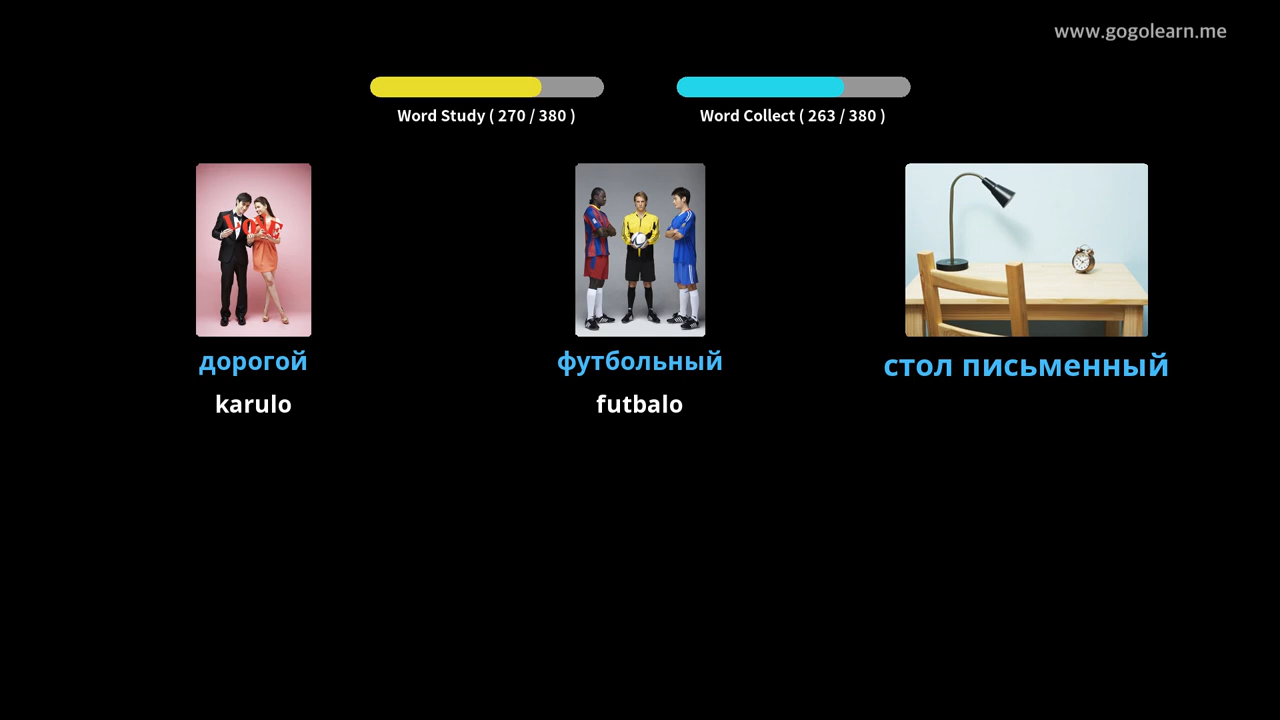 www.gogolearn.me
Word Study ( 270 / 380 )
Word Collect ( 263 / 380 )
дорогой
karulo
футбольный
futbalo
стол письменный